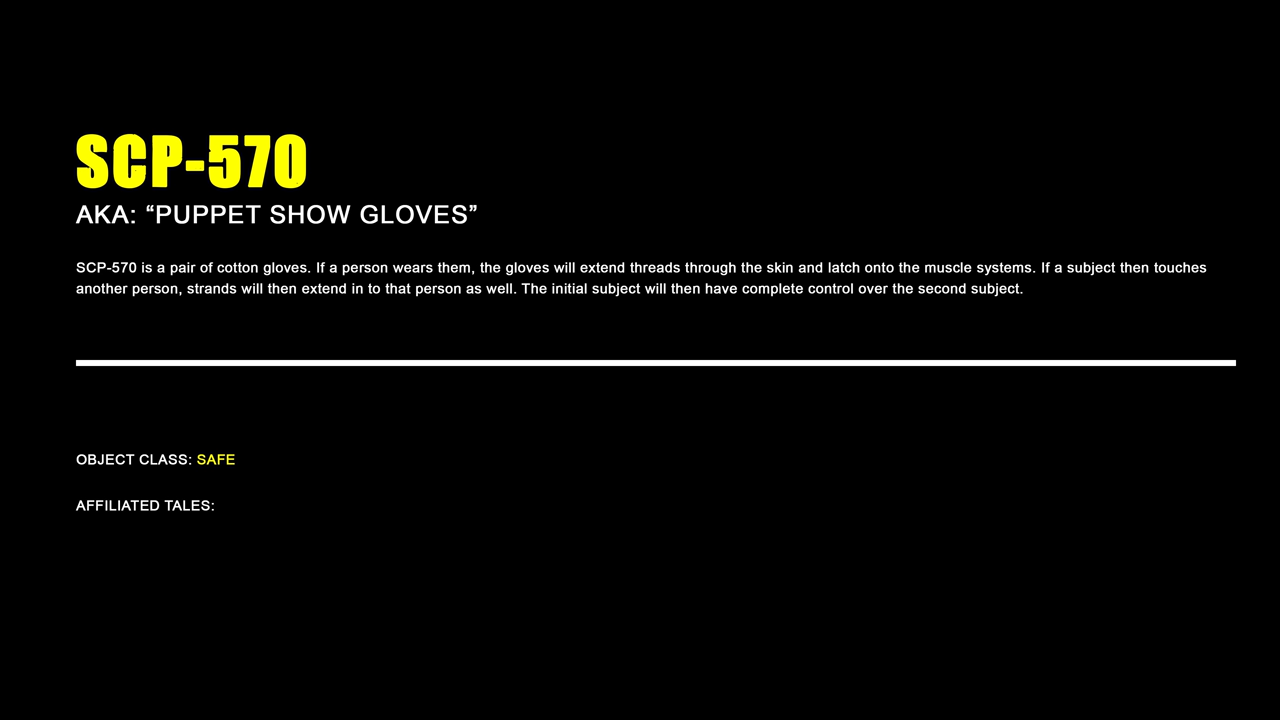 SCP-570
AKA: “PUPPET SHOW GLOVES”
SCP-570 is a pair of cotton gloves. If a person wears them, the gloves will extend threads through the skin and latch onto the muscle systems. If a subject then touches
another person, strands will then extend in to that person as well. The initial subject will then have complete control over the second subject.
OBJECT CLASS: SAFE
AFFILIATED TALES: